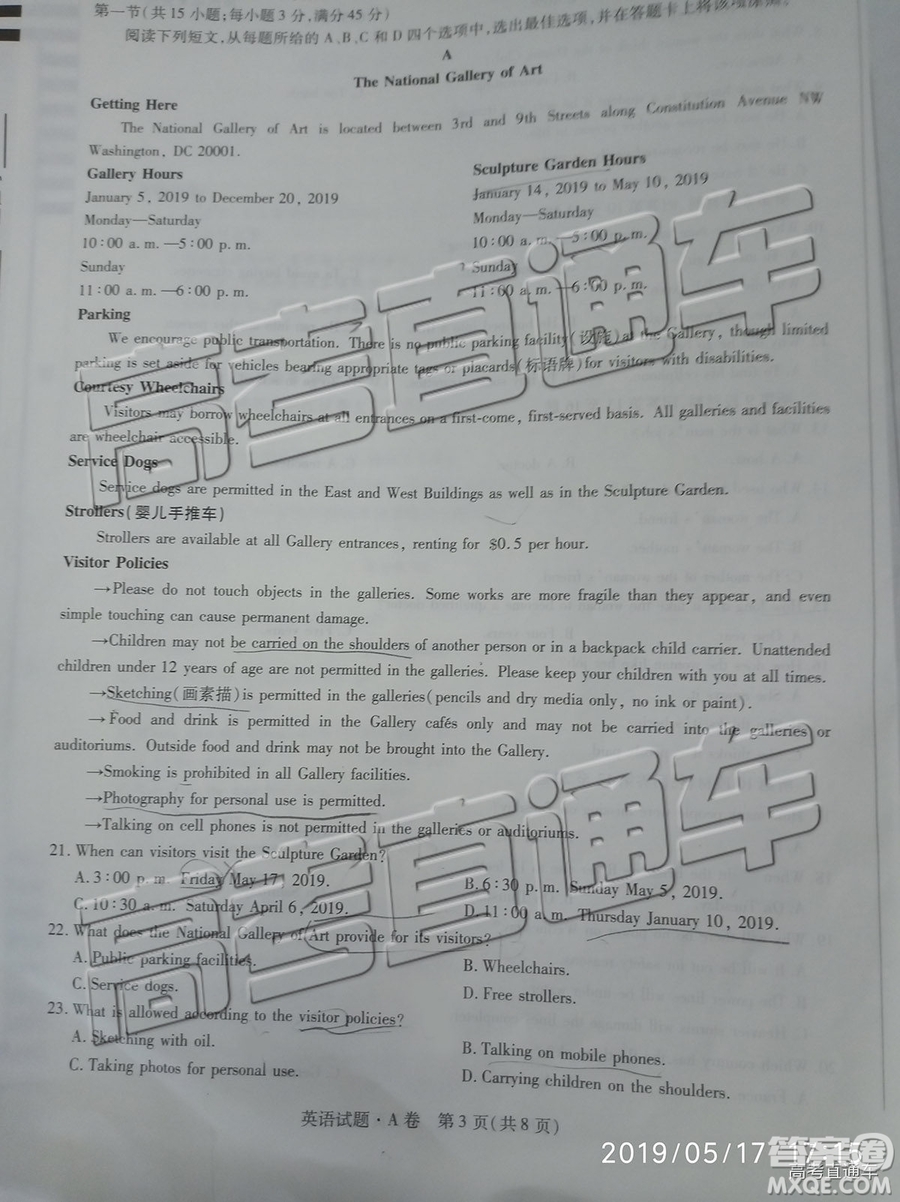 第一节(共15小题;每小题3分,满分45分)
阅读下列短文,从每题所给的A、B、C和D四个选项中,选出最佳选项,并在答题卡上将该项
A
The National Gallery of Art
Getting Here
The National Gallery of Art is located between 3rd and 9th Streets along Constitution Avenue NW
Washington, DC 20001.
Gallery Hours
January 5, 2019 to December 20, 2019
Monday—Saturday
10:00 a. m. —5:00 p. m.
Sunday
11:00 a. m. —6:00 p. m.
Sculpture Garden Hours
January 14, 2019 to May 10, 2019
Monday—Saturday
10:00 a. m. —5:00 p. m.
Sunday
11:00 a. m. —6:00 p. m.
Parking
We encourage public transportation. There is no public parking facility(设施)at the Gallery, though limited
parking is set aside for vehicles bearing appropriate tags or placards(标语牌)for visitors with disabilities.
Courtesy Wheelchairs
Visitors may borrow wheelchairs at all entrances on a first-come, first-served basis. All galleries and facilities
are wheelchair accessible.
Service Dogs
Service dogs are permitted in the East and West Buildings as well as in the Sculpture Garden.
Strollers(婴儿手推车)
Strollers are available at all Gallery entrances, renting for $0.5 per hour.
Visitor Policies
→Please do not touch objects in the galleries. Some works are more fragile than they appear, and even
simple touching can cause permanent damage.
→Children may not be carried on the shoulders of another person or in a backpack child carrier. Unattended
children under 12 years of age are not permitted in the galleries. Please keep your children with you at all times.
→Sketching(画素描)is permitted in the galleries(pencils and dry media only, no ink or paint).
→Food and drink is permitted in the Gallery cafés only and may not be carried into the galleries or
auditoriums. Outside food and drink may not be brought into the Gallery.
→Smoking is prohibited in all Gallery facilities.
→Photography for personal use is permitted.
→Talking on cell phones is not permitted in the galleries or auditoriums.
21. When can visitors visit the Sculpture Garden?
A. 3:00 p. m. Friday May 17, 2019.
B. 6:30 p. m. Sunday May 5, 2019.
C. 10:30 a. m. Saturday April 6, 2019.
D. 11:00 a. m. Thursday January 10, 2019.
22. What does the National Gallery of Art provide for its visitors?
A. Public parking facilities.
B. Wheelchairs.
C. Service dogs.
D. Free strollers.
23. What is allowed according to the visitor policies?
A. Sketching with oil.
B. Talking on mobile phones.
C. Taking photos for personal use.
D. Carrying children on the shoulders.
英语试题·A卷 第3页(共8页)
高考直通车
高考直通车
2019/05/17 17:15
答案圈
高考直通车
MXQE.COM